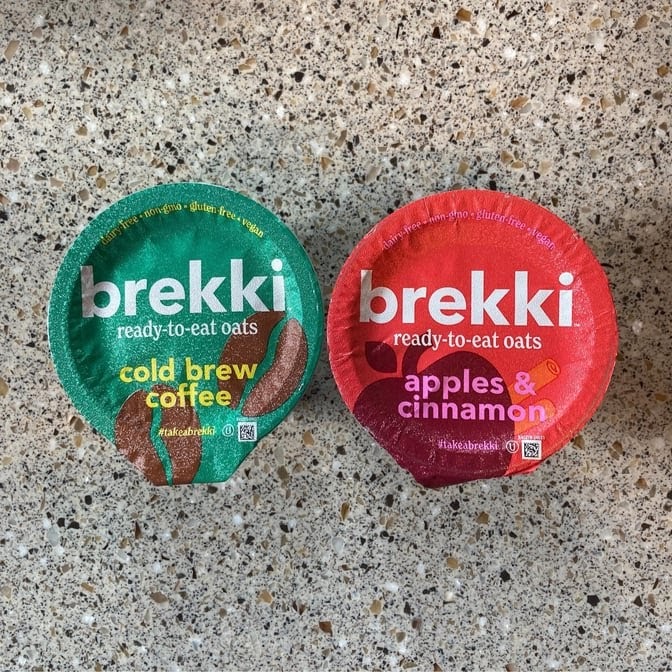 dairy-free • non-gmo • gluten-free • vegan
brekki
ready-to-eat oats
cold brew
coffee
#takeabrekki
dairy-free • non-gmo • gluten-free • vegan
brekki
ready-to-eat oats
apples &
cinnamon
#takeabrekki